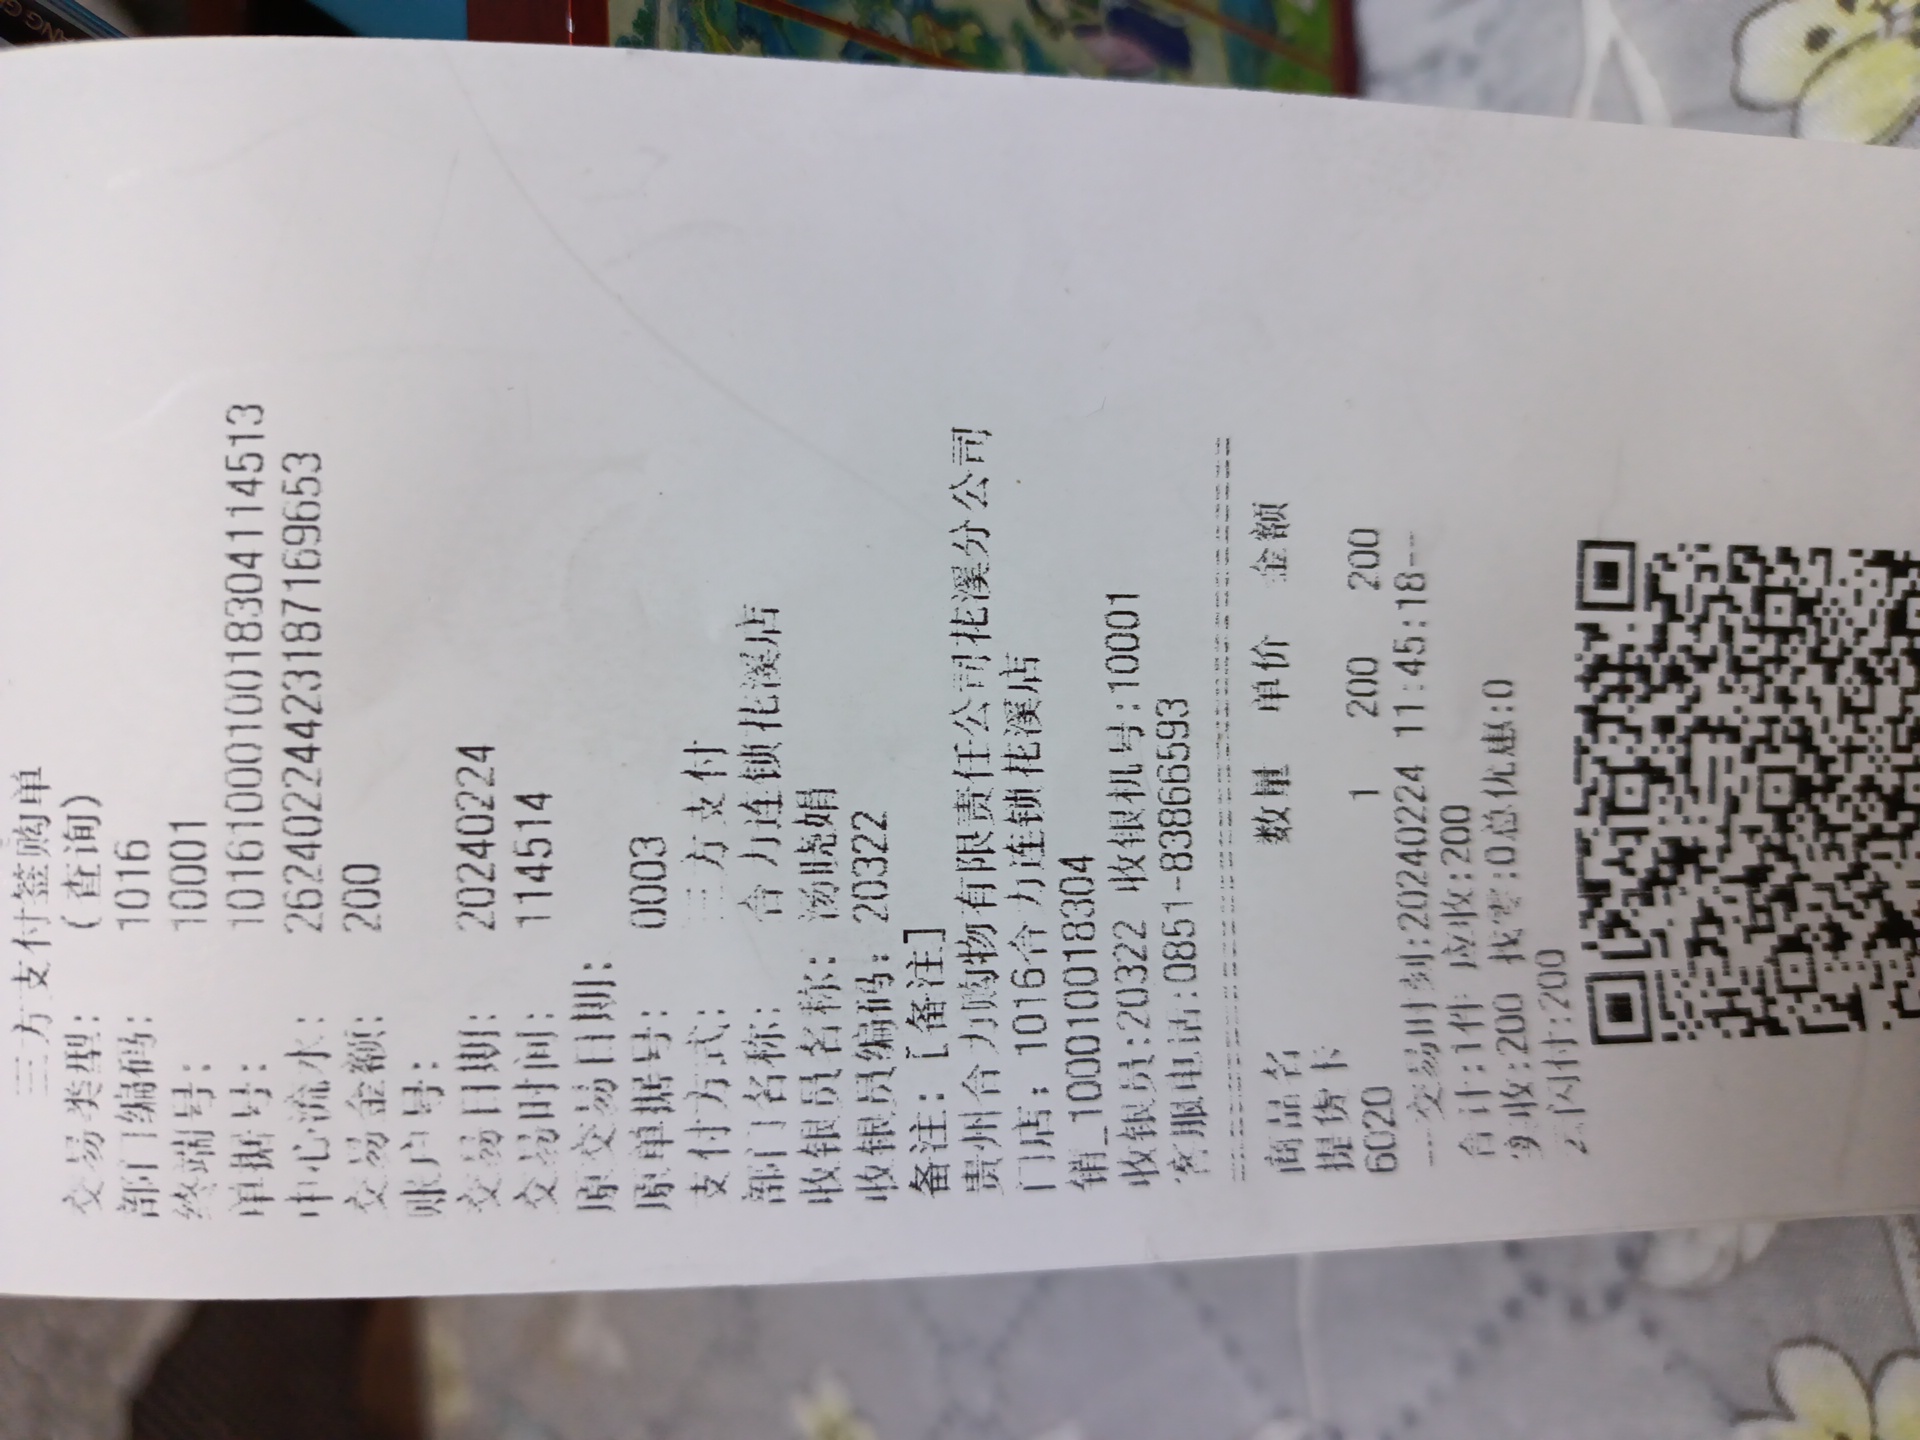 三方支付签购单
交易类型: (查询)
部门编码: 1016
终端号: 10001
单据号: 1016100010018304114513
中心流水: 26240224423187169653
交易金额: 200
账户号:
交易日期: 20240224
交易时间: 114514
原交易日期:
原单据号: 0003
支付方式: 三方支付
部门名称: 合力连锁花溪店
收银员名称: 汤晓娟
收银员编码: 20322
备注: [备注]
贵州合力购物有限责任公司花溪分公司
门店: 1016合力连锁花溪店
销_100010018304
收银员:20322 收银机号:10001
客服电话:0851-83866593
商品名 数量 单价 金额
提货卡
6020 1 200 200
--交易时刻:20240224 11:45:18--
合计:1件 应收:200
实收:200 找零:0总优惠:0
云闪付:200